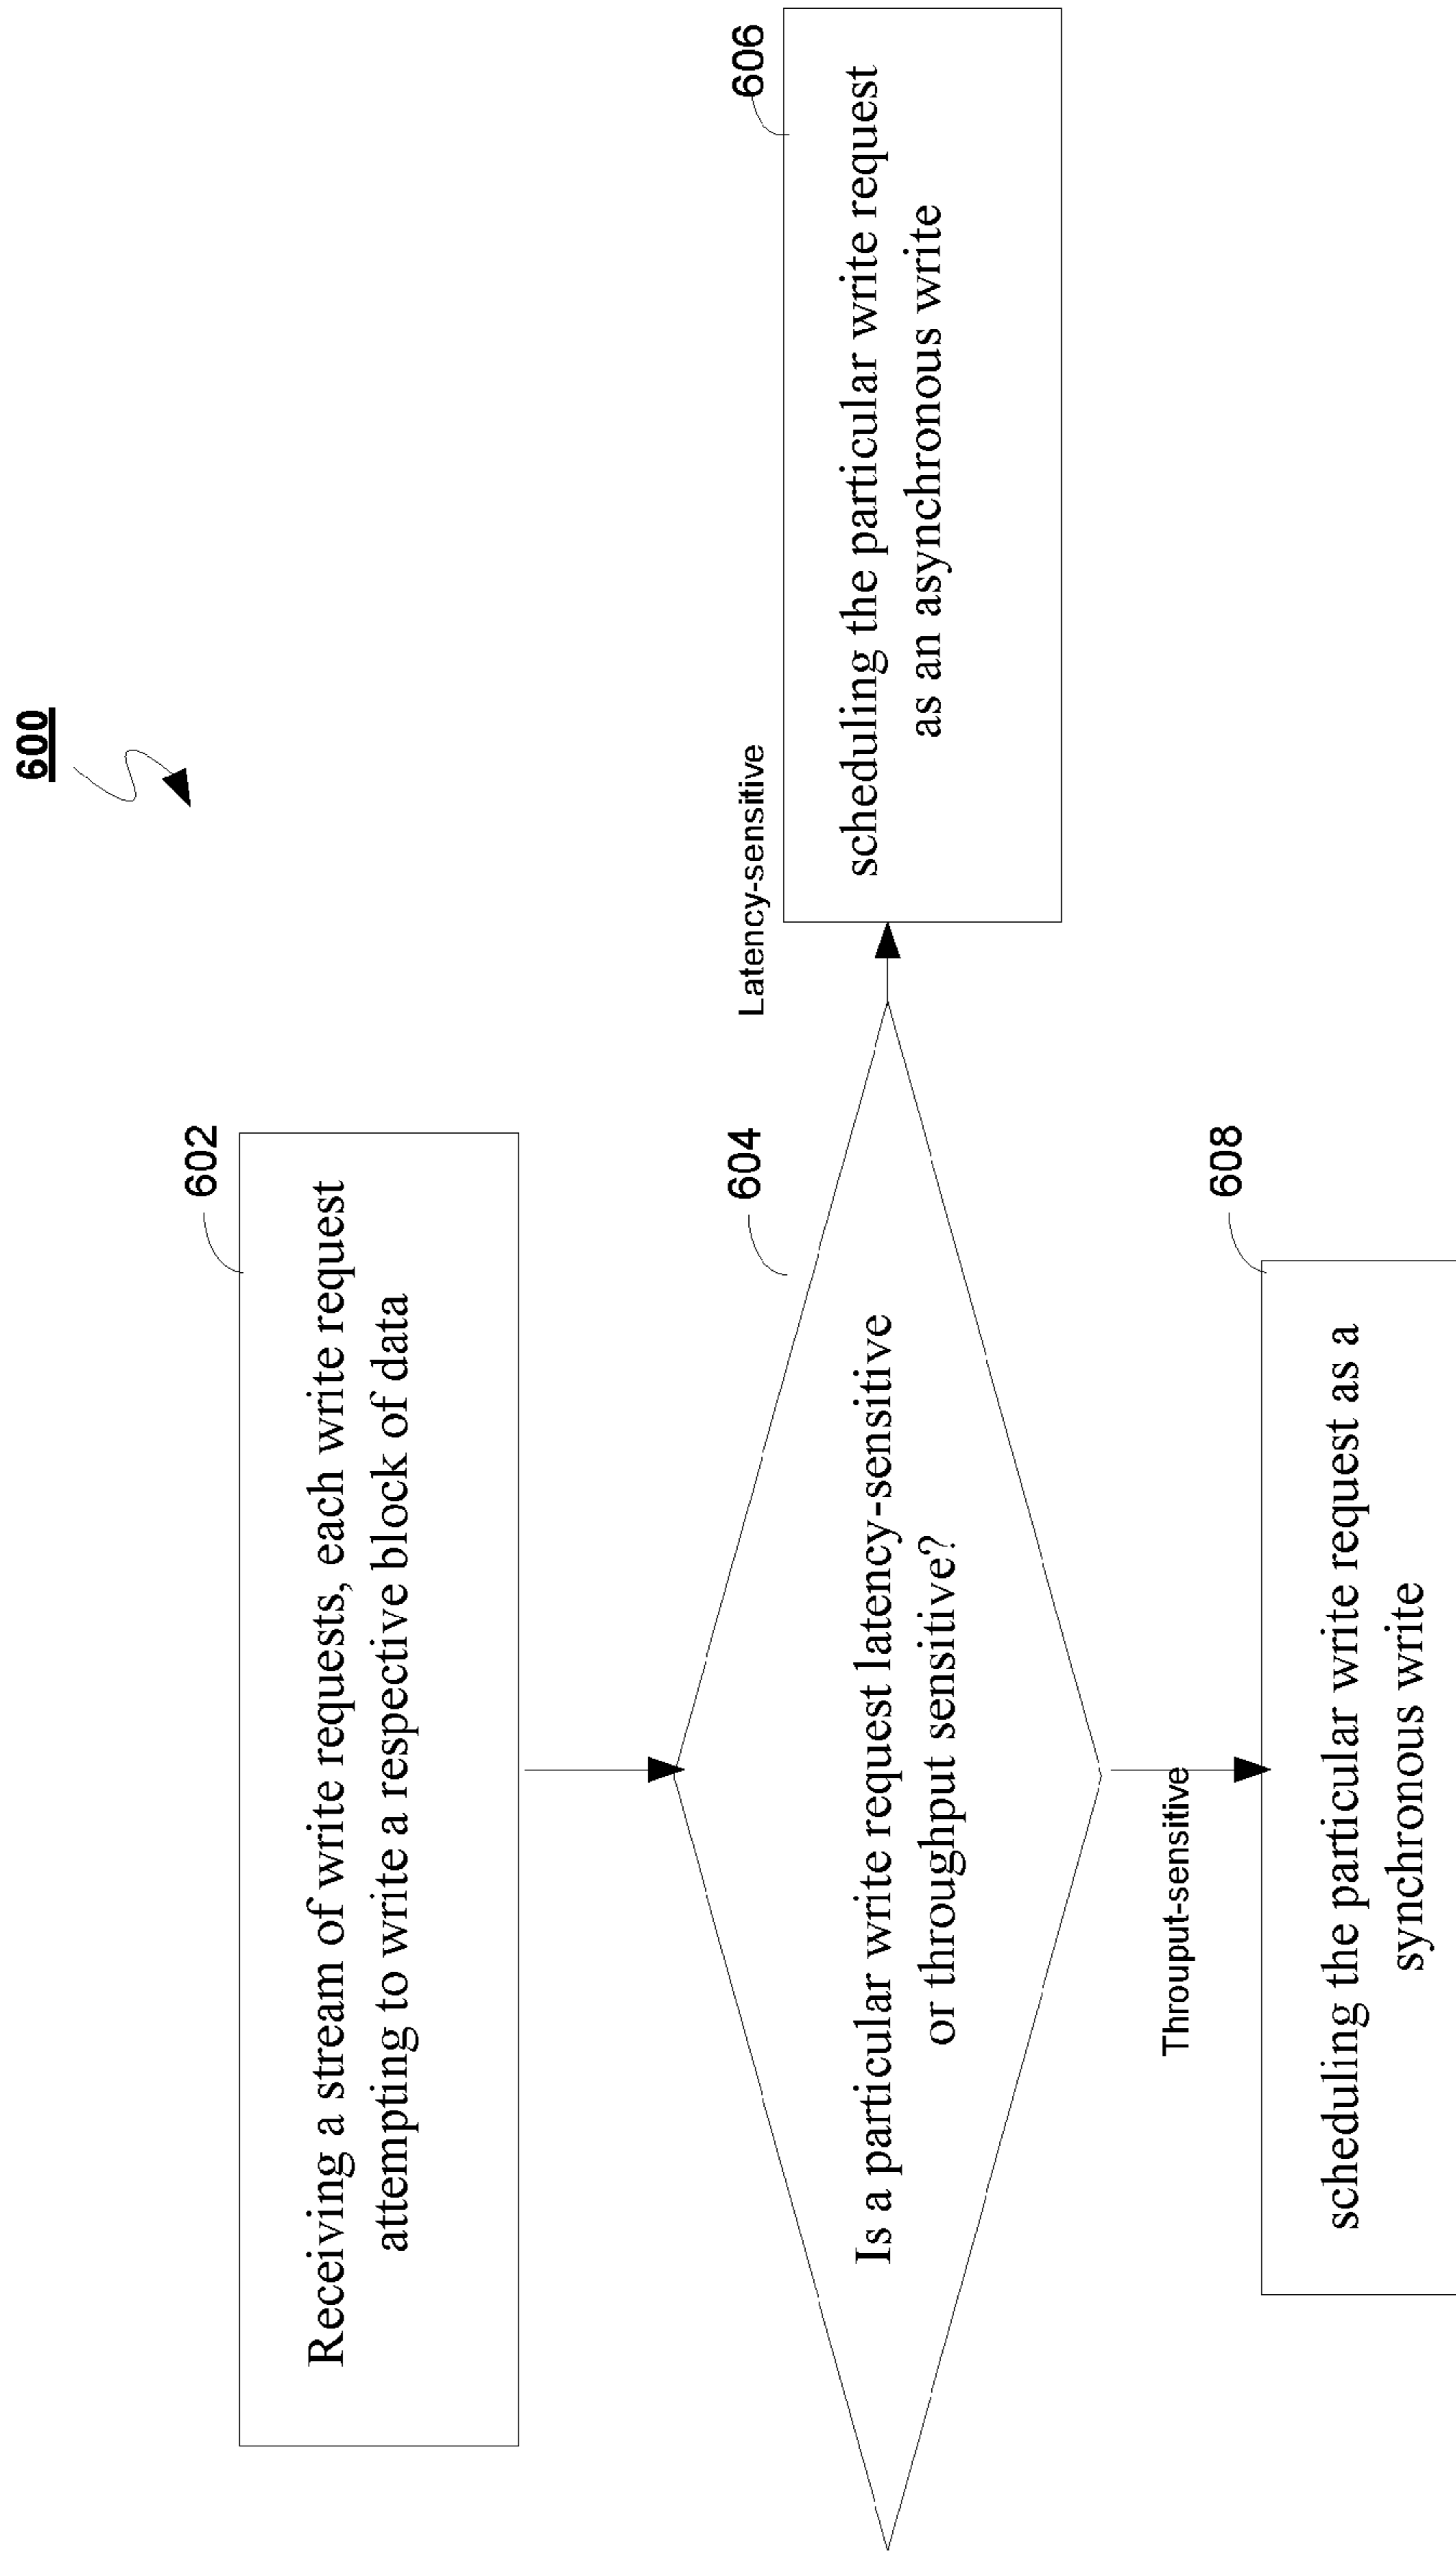 600
602
Receiving a stream of write requests, each write request
attempting to write a respective block of data
604
Is a particular write request latency-sensitive
or throughput sensitive?
Latency-sensitive
606
scheduling the particular write request
as an asynchronous write
Throuput-sensitive
608
scheduling the particular write request as a
synchronous write